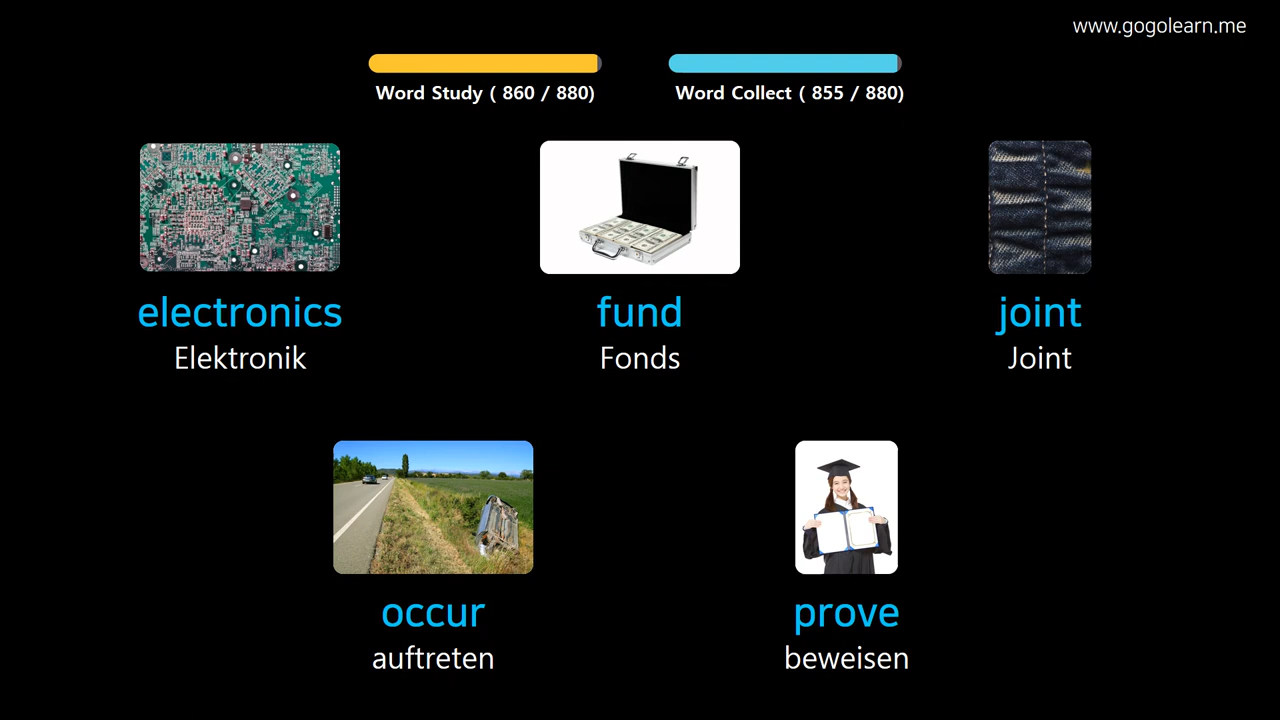 www.gogolearn.me
Word Study ( 860 / 880)
Word Collect ( 855 / 880)
electronics
Elektronik
fund
Fonds
joint
Joint
occur
auftreten
prove
beweisen